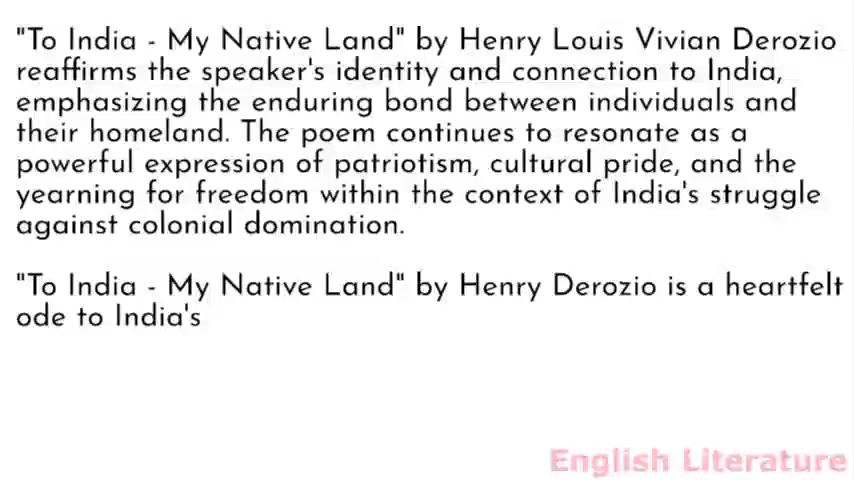 "To India - My Native Land" by Henry Louis Vivian Derozio
reaffirms the speaker's identity and connection to India,
emphasizing the enduring bond between individuals and
their homeland. The poem continues to resonate as a
powerful expression of patriotism, cultural pride, and the
yearning for freedom within the context of India's struggle
against colonial domination.
"To India - My Native Land" by Henry Derozio is a heartfelt
ode to India's
English Literature